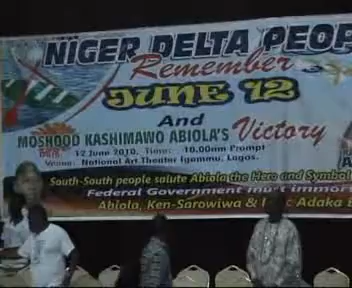 NIGER DELTA PEOP
Remember
JUNE 12
And
MOSHOOD KASHIMAWO ABIOLA'S Victory
12 June 2010. Time: 10.00am Prompt
Venue: National Art Theater Iganmu, Lagos.
South-South people salute Abiola the Hero and Symbol
Federal Government must immort
Abiola, Ken-Sarowiwa & Adaka B